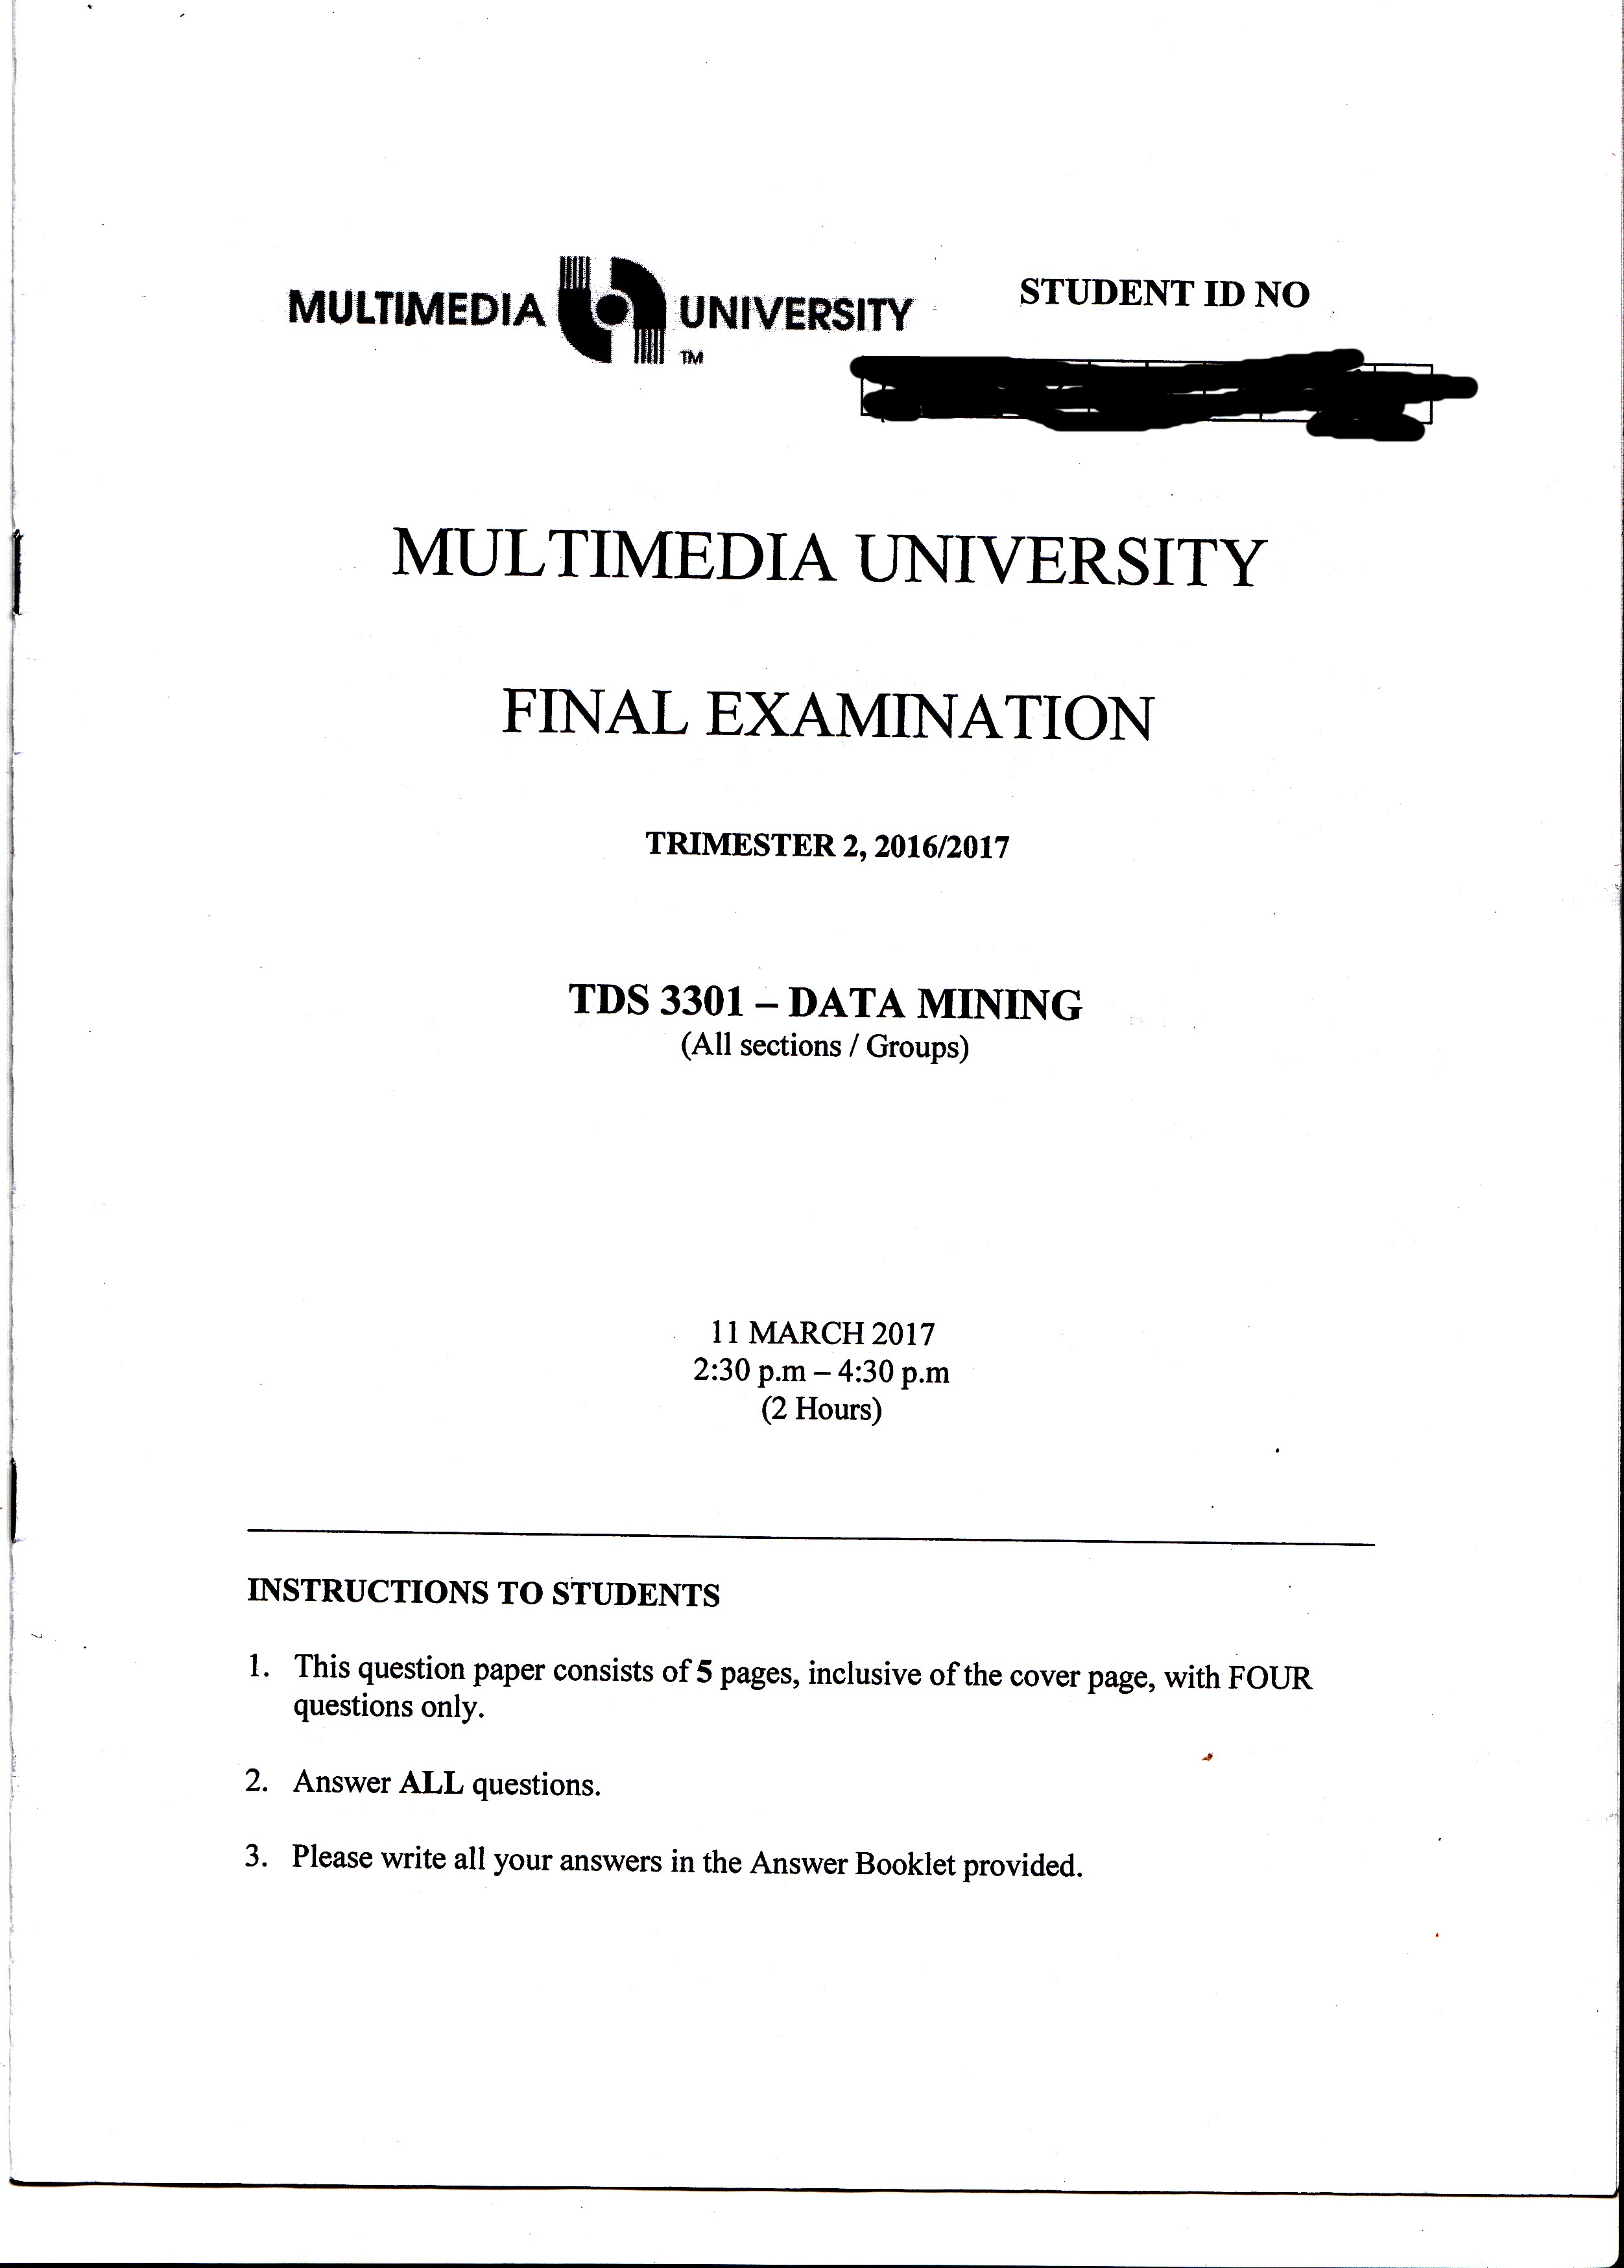 MULTIMEDIA UNIVERSITY
TM
STUDENT ID NO
MULTIMEDIA UNIVERSITY
FINAL EXAMINATION
TRIMESTER 2, 2016/2017
TDS 3301 – DATA MINING
(All sections / Groups)
11 MARCH 2017
2:30 p.m – 4:30 p.m
(2 Hours)
INSTRUCTIONS TO STUDENTS
1. This question paper consists of 5 pages, inclusive of the cover page, with FOUR
questions only.
2. Answer ALL questions.
3. Please write all your answers in the Answer Booklet provided.